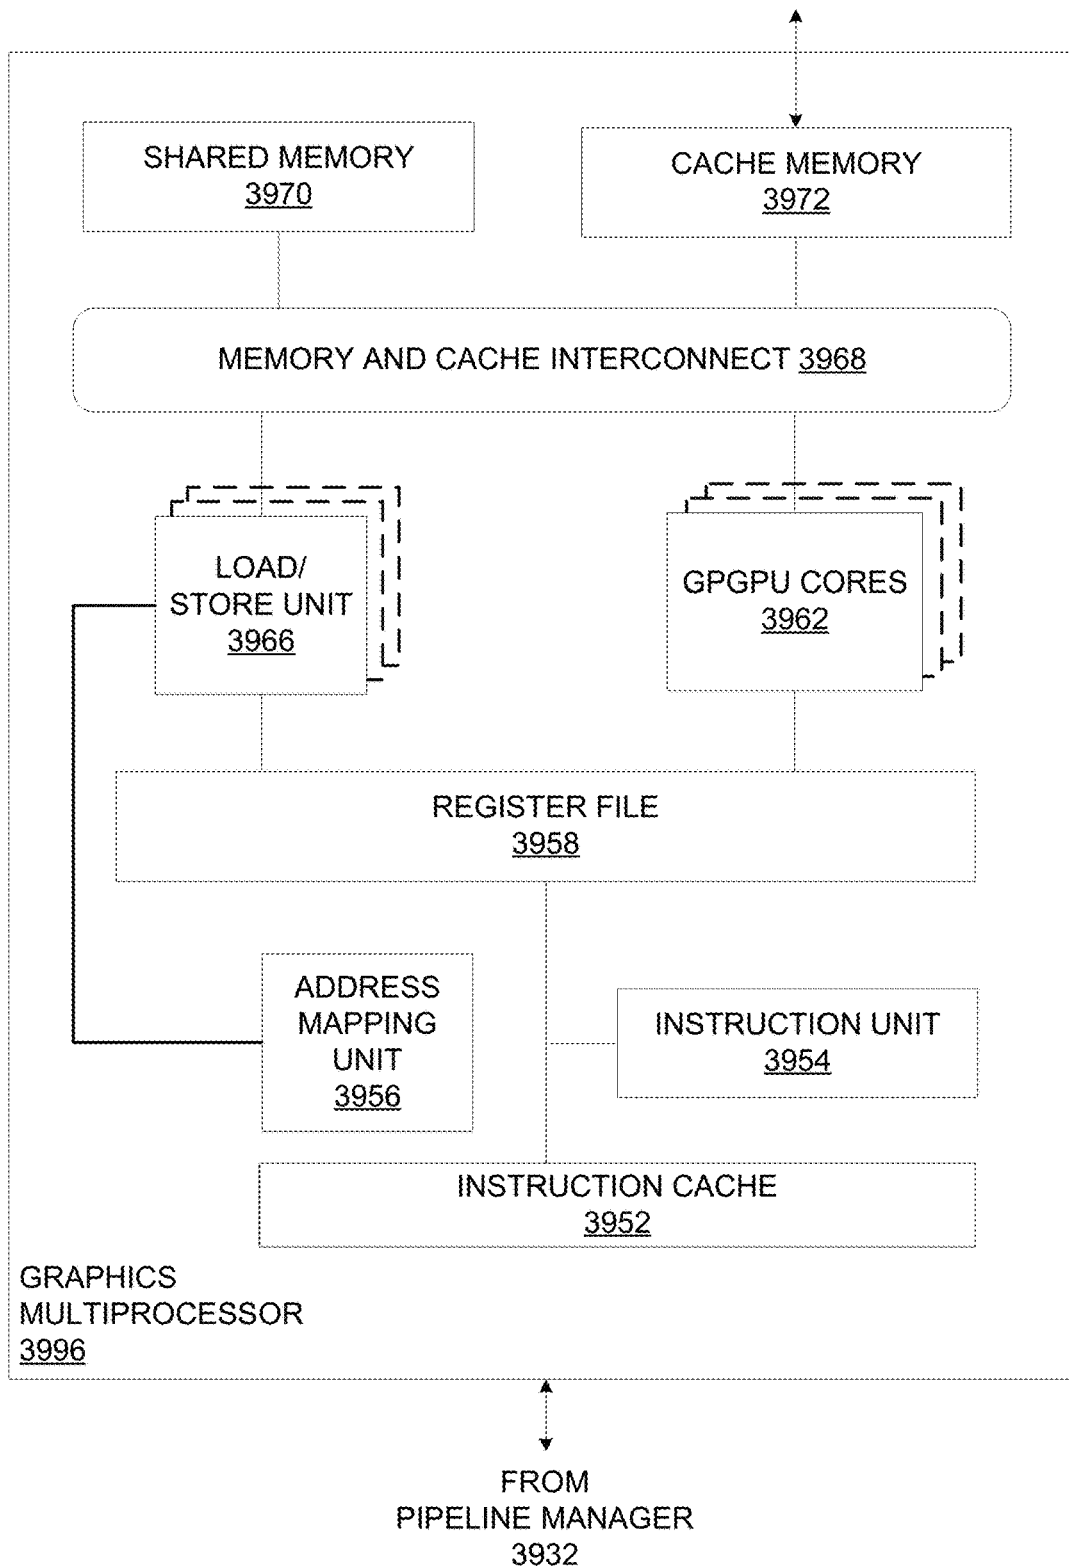 SHARED MEMORY
3970
CACHE MEMORY
3972
MEMORY AND CACHE INTERCONNECT 3968
LOAD/
STORE UNIT
3966
GPGPU CORES
3962
REGISTER FILE
3958
ADDRESS
MAPPING
UNIT
3956
INSTRUCTION UNIT
3954
INSTRUCTION CACHE
3952
GRAPHICS
MULTIPROCESSOR
3996
FROM
PIPELINE MANAGER
3932